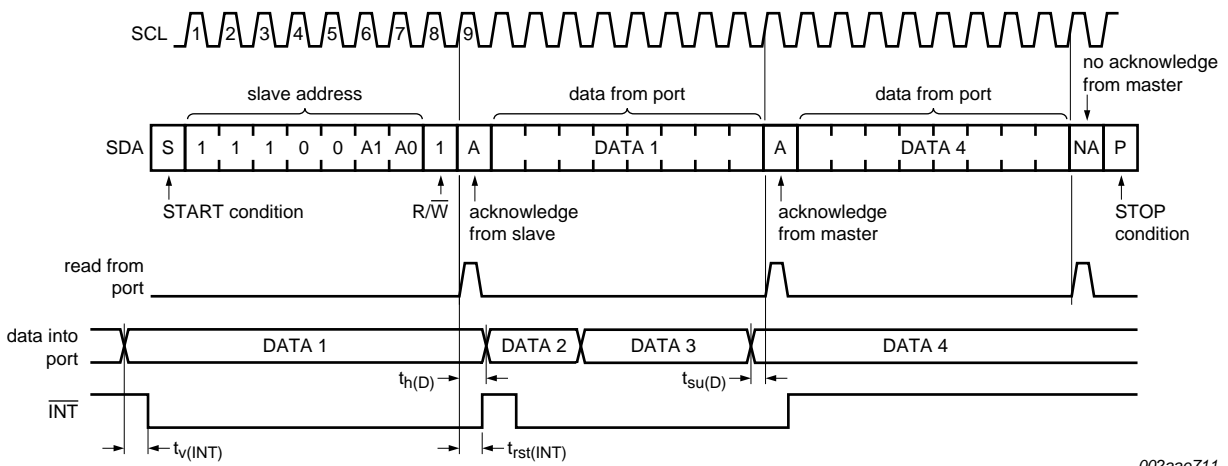 SCL 1 2 3 4 5 6 7 8 9
no acknowledge
from master
slave address data from port data from port
SDA S 1 1 1 0 0 A1 A0 1 A DATA 1 A DATA 4 NA P
START condition R/W acknowledge
from slave acknowledge
from master STOP
condition
read from
port
data into
port DATA 1 DATA 2 DATA 3 DATA 4
th(D) tsu(D)
INT
tv(INT) trst(INT)
002aae711